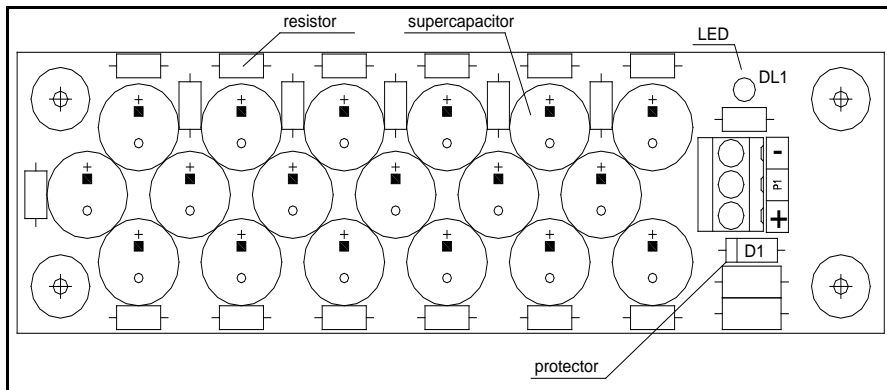 resistor
supercapacitor
LED
DL1
-
P1
+
D1
protector